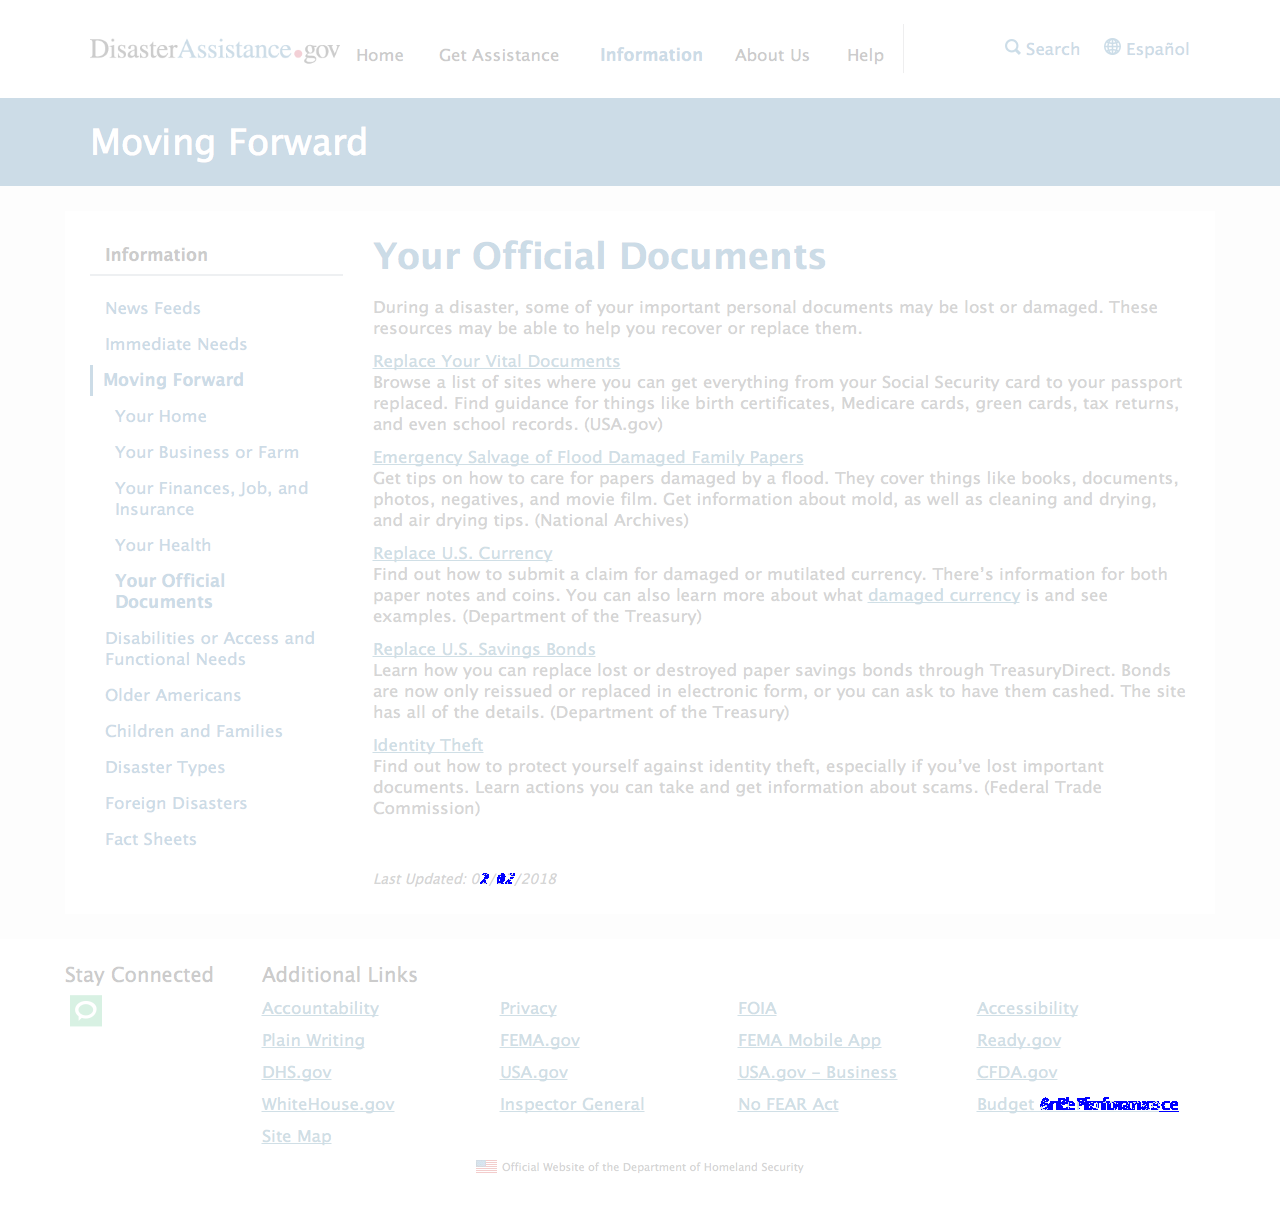 DisasterAssistance.gov Home Get Assistance Information About Us Help Search Español
Moving Forward
Information
News Feeds
Immediate Needs
Moving Forward
Your Home
Your Business or Farm
Your Finances, Job, and
Insurance
Your Health
Your Official
Documents
Disabilities or Access and
Functional Needs
Older Americans
Children and Families
Disaster Types
Foreign Disasters
Fact Sheets
Your Official Documents
During a disaster, some of your important personal documents may be lost or damaged. These
resources may be able to help you recover or replace them.
Replace Your Vital Documents
Browse a list of sites where you can get everything from your Social Security card to your passport
replaced. Find guidance for things like birth certificates, Medicare cards, green cards, tax returns,
and even school records. (USA.gov)
Emergency Salvage of Flood Damaged Family Papers
Get tips on how to care for papers damaged by a flood. They cover things like books, documents,
photos, negatives, and movie film. Get information about mold, as well as cleaning and drying,
and air drying tips. (National Archives)
Replace U.S. Currency
Find out how to submit a claim for damaged or mutilated currency. There’s information for both
paper notes and coins. You can also learn more about what damaged currency is and see
examples. (Department of the Treasury)
Replace U.S. Savings Bonds
Learn how you can replace lost or destroyed paper savings bonds through TreasuryDirect. Bonds
are now only reissued or replaced in electronic form, or you can ask to have them cashed. The site
has all of the details. (Department of the Treasury)
Identity Theft
Find out how to protect yourself against identity theft, especially if you’ve lost important
documents. Learn actions you can take and get information about scams. (Federal Trade
Commission)
Last Updated: /2018
Stay Connected
Additional Links
Accountability Privacy FOIA Accessibility
Plain Writing FEMA.gov FEMA Mobile App Ready.gov
DHS.gov USA.gov USA.gov - Business CFDA.gov
WhiteHouse.gov Inspector General No FEAR Act Budget
Site Map
Official Website of the Department of Homeland Security